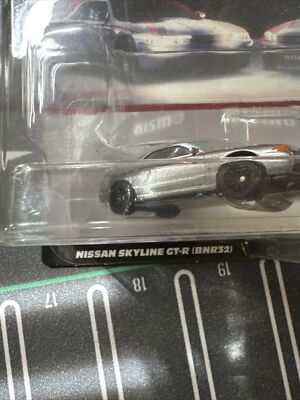 nismo
NISSAN SKYLINE GT-R (BNR32)
17
18
19